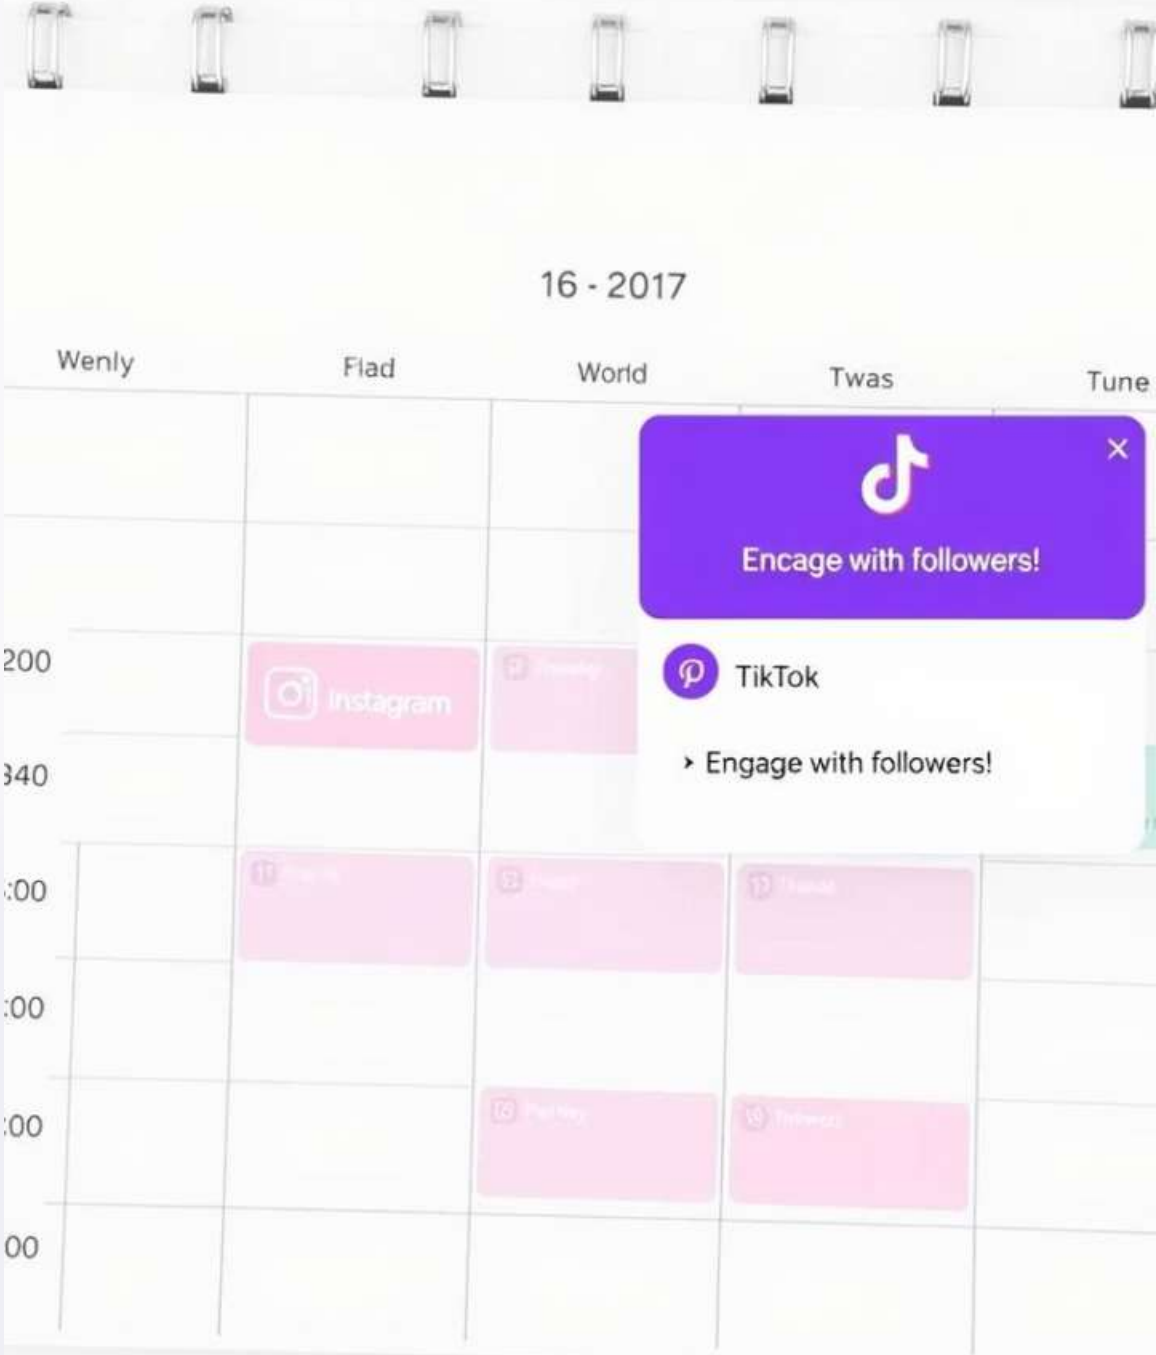 16 - 2017
Wenly Flad World Twas Tune
Encage with followers!
200
Instagram
TikTok
340
› Engage with followers!
:00
:00
:00
00